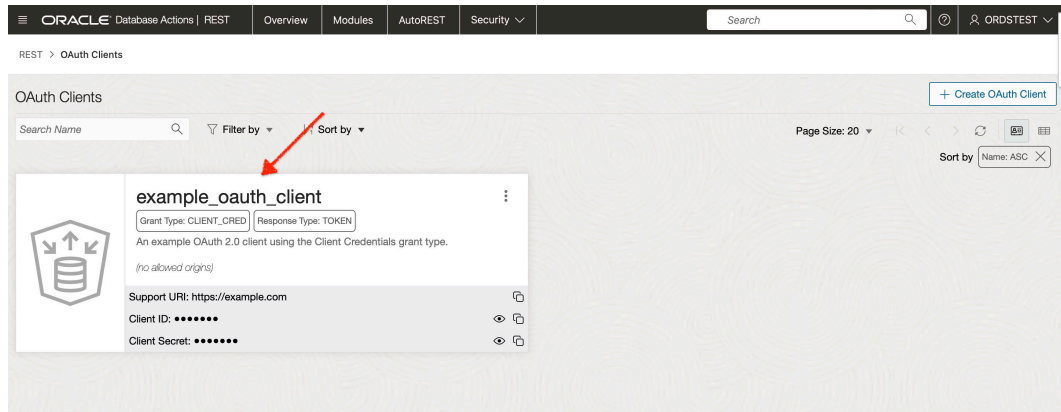 ORACLE Database Actions | REST Overview Modules AutoREST Security Search ORDSTEST
REST > OAuth Clients
OAuth Clients
+ Create OAuth Client
Search Name Filter by Sort by Page Size: 20
Sort by Name: ASC
example_oauth_client
Grant Type: CLIENT_CRED Response Type: TOKEN
An example OAuth 2.0 client using the Client Credentials grant type.
(no allowed origins)
Support URI: https://example.com
Client ID: •••••••
Client Secret: •••••••